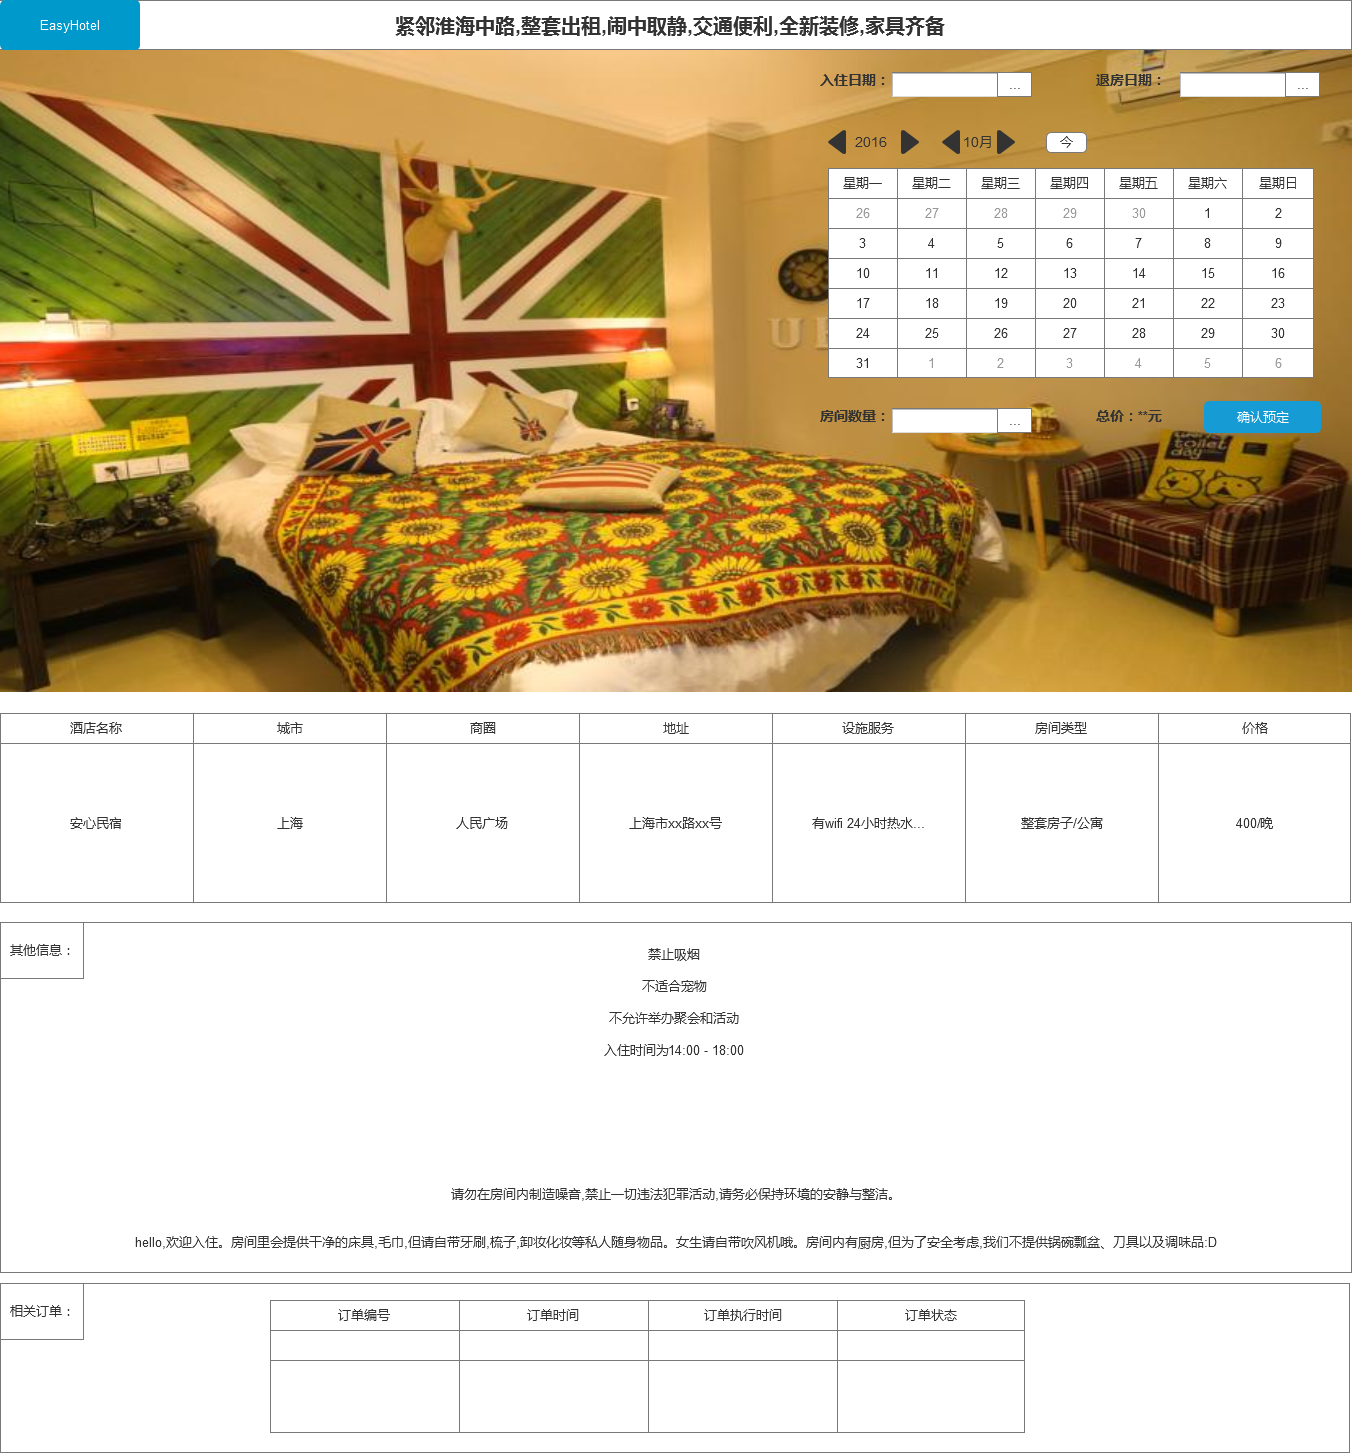 EasyHotel
紧邻淮海中路,整套出租,闹中取静,交通便利,全新装修,家具齐备
入住日期： ... 退房日期： ...
2016 10月 今
星期一 星期二 星期三 星期四 星期五 星期六 星期日
26 27 28 29 30 1 2
3 4 5 6 7 8 9
10 11 12 13 14 15 16
17 18 19 20 21 22 23
24 25 26 27 28 29 30
31 1 2 3 4 5 6
房间数量： ... 总价：**元 确认预定
toilet
day
酒店名称 城市 商圈 地址 设施服务 房间类型 价格
安心民宿 上海 人民广场 上海市xx路xx号 有wifi 24小时热水... 整套房子/公寓 400/晚
其他信息：
禁止吸烟
不适合宠物
不允许举办聚会和活动
入住时间为14:00 - 18:00
请勿在房间内制造噪音,禁止一切违法犯罪活动,请务必保持环境的安静与整洁。
hello,欢迎入住。房间里会提供干净的床具,毛巾,但请自带牙刷,梳子,卸妆化妆等私人随身物品。女生请自带吹风机哦。房间内有厨房,但为了安全考虑,我们不提供锅碗瓢盆、刀具以及调味品:D
相关订单：
订单编号 订单时间 订单执行时间 订单状态